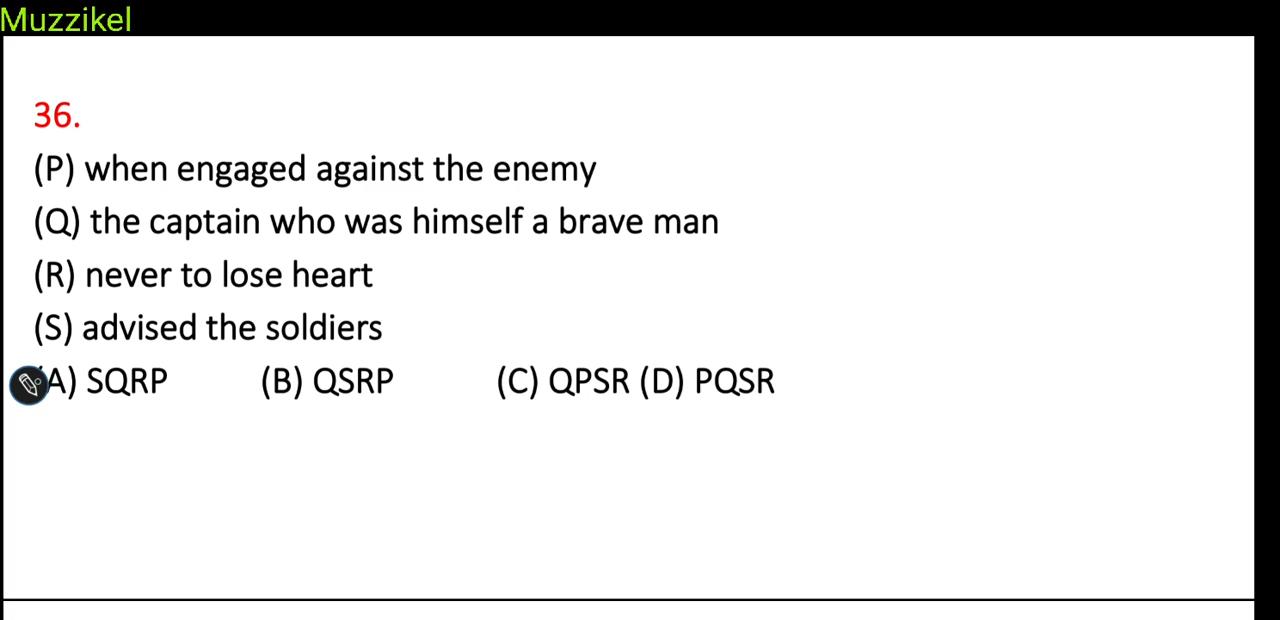 Muzzikel
36.
(P) when engaged against the enemy
(Q) the captain who was himself a brave man
(R) never to lose heart
(S) advised the soldiers
A) SQRP (B) QSRP (C) QPSR (D) PQSR